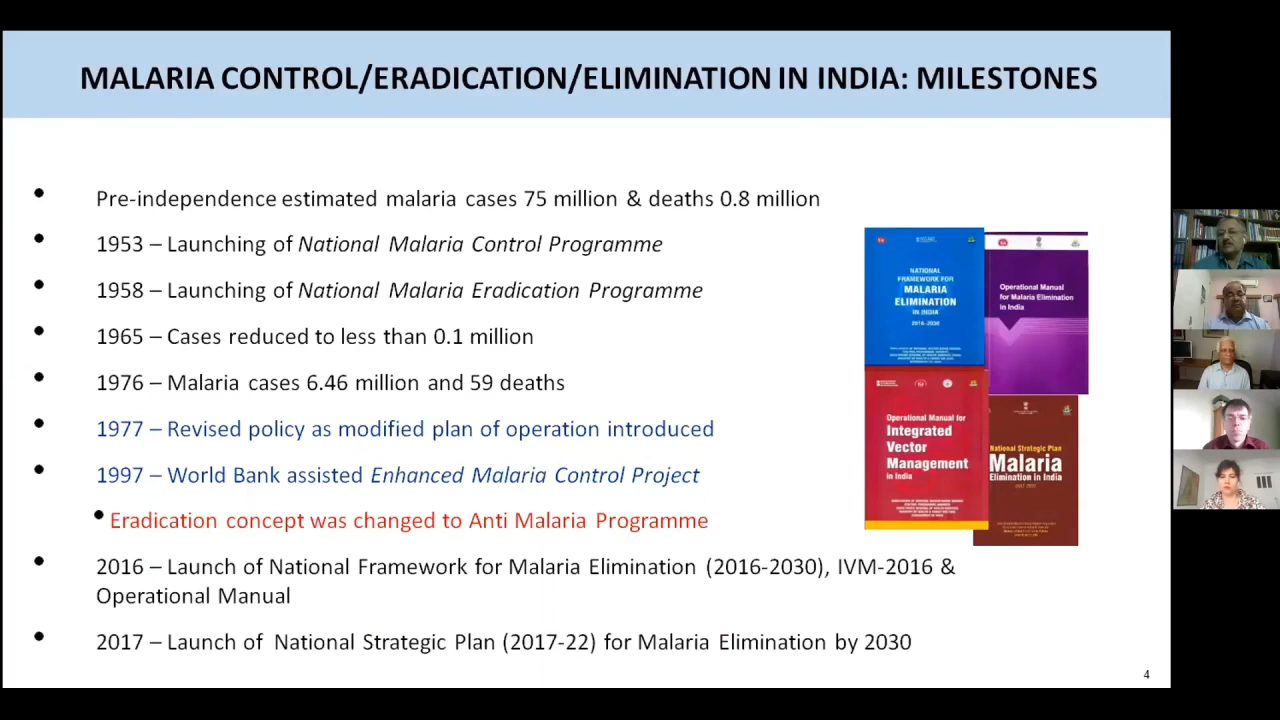 MALARIA CONTROL/ERADICATION/ELIMINATION IN INDIA: MILESTONES
• Pre-independence estimated malaria cases 75 million & deaths 0.8 million
• 1953 – Launching of National Malaria Control Programme
• 1958 – Launching of National Malaria Eradication Programme
• 1965 – Cases reduced to less than 0.1 million
• 1976 – Malaria cases 6.46 million and 59 deaths
• 1977 – Revised policy as modified plan of operation introduced
• 1997 – World Bank assisted Enhanced Malaria Control Project
• Eradication concept was changed to Anti Malaria Programme
• 2016 – Launch of National Framework for Malaria Elimination (2016-2030), IVM-2016 &
Operational Manual
• 2017 – Launch of National Strategic Plan (2017-22) for Malaria Elimination by 2030
NATIONAL
FRAMEWORK FOR
MALARIA
ELIMINATION
IN INDIA
2016-2030
Operational Manual
for Malaria Elimination
in India
Operational Manual for
Integrated
Vector
Management
in India
National Strategic Plan
Malaria
Elimination in India
4